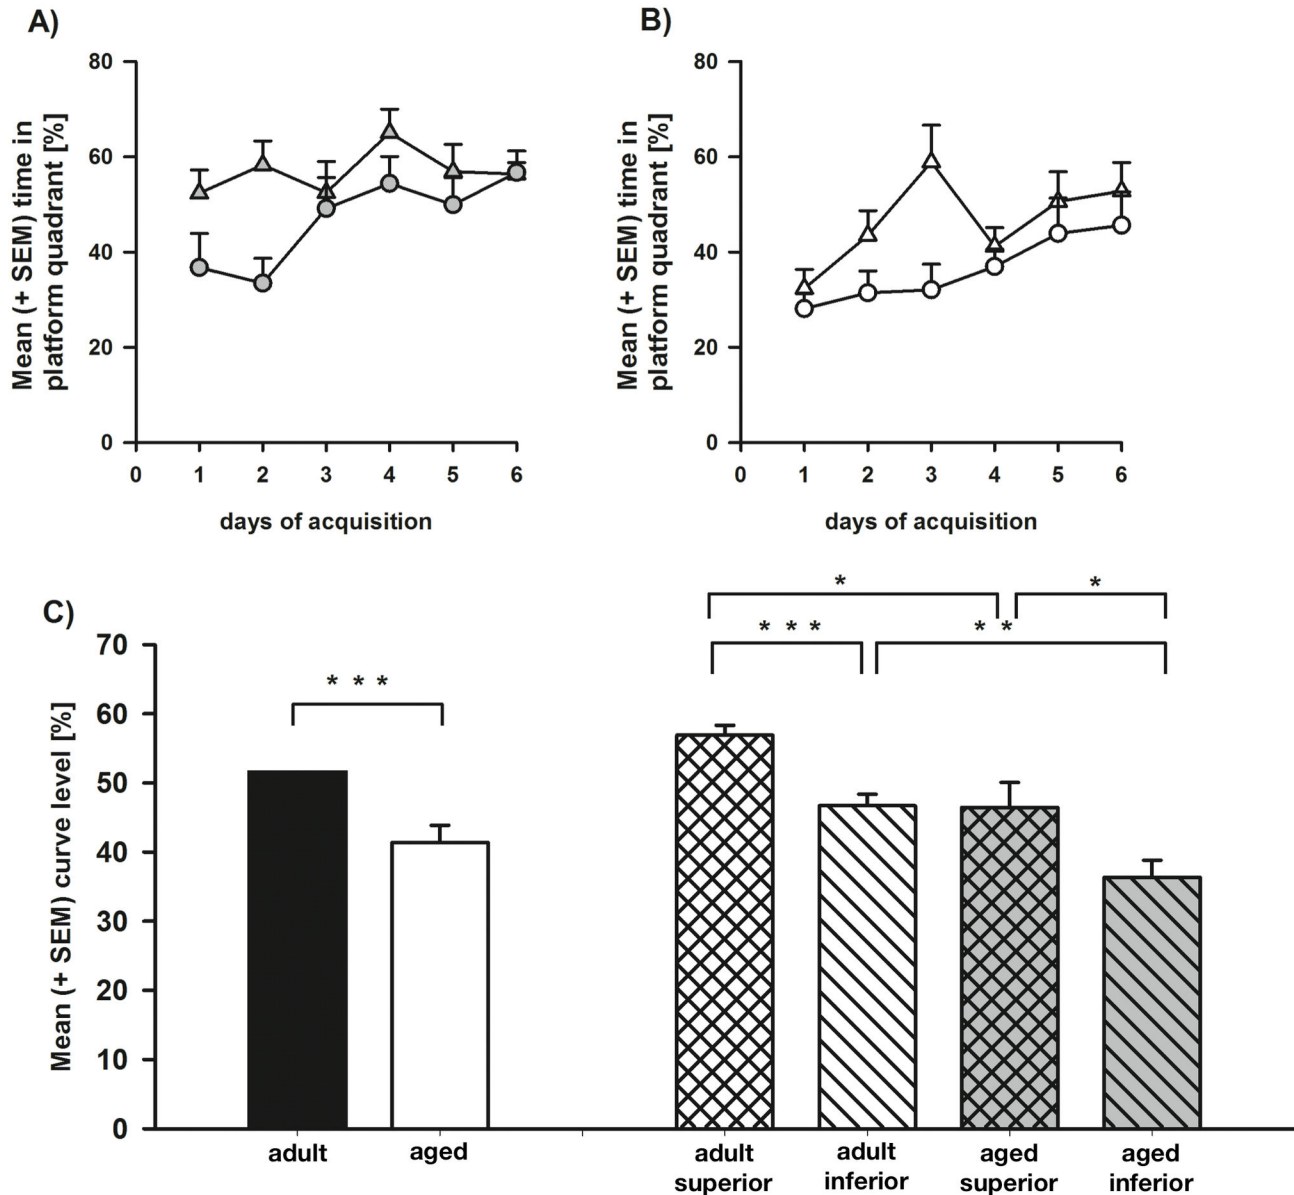 A)
80
60
40
20
0
Mean (+ SEM) time in
platform quadrant [%]
0 1 2 3 4 5 6
days of acquisition
B)
80
60
40
20
0
Mean (+ SEM) time in
platform quadrant [%]
0 1 2 3 4 5 6
days of acquisition
C)
70
60
50
40
30
20
10
0
Mean (+ SEM) curve level [%]
* * *
*
*
* * *
* *
adult
aged
adult
superior
adult
inferior
aged
superior
aged
inferior